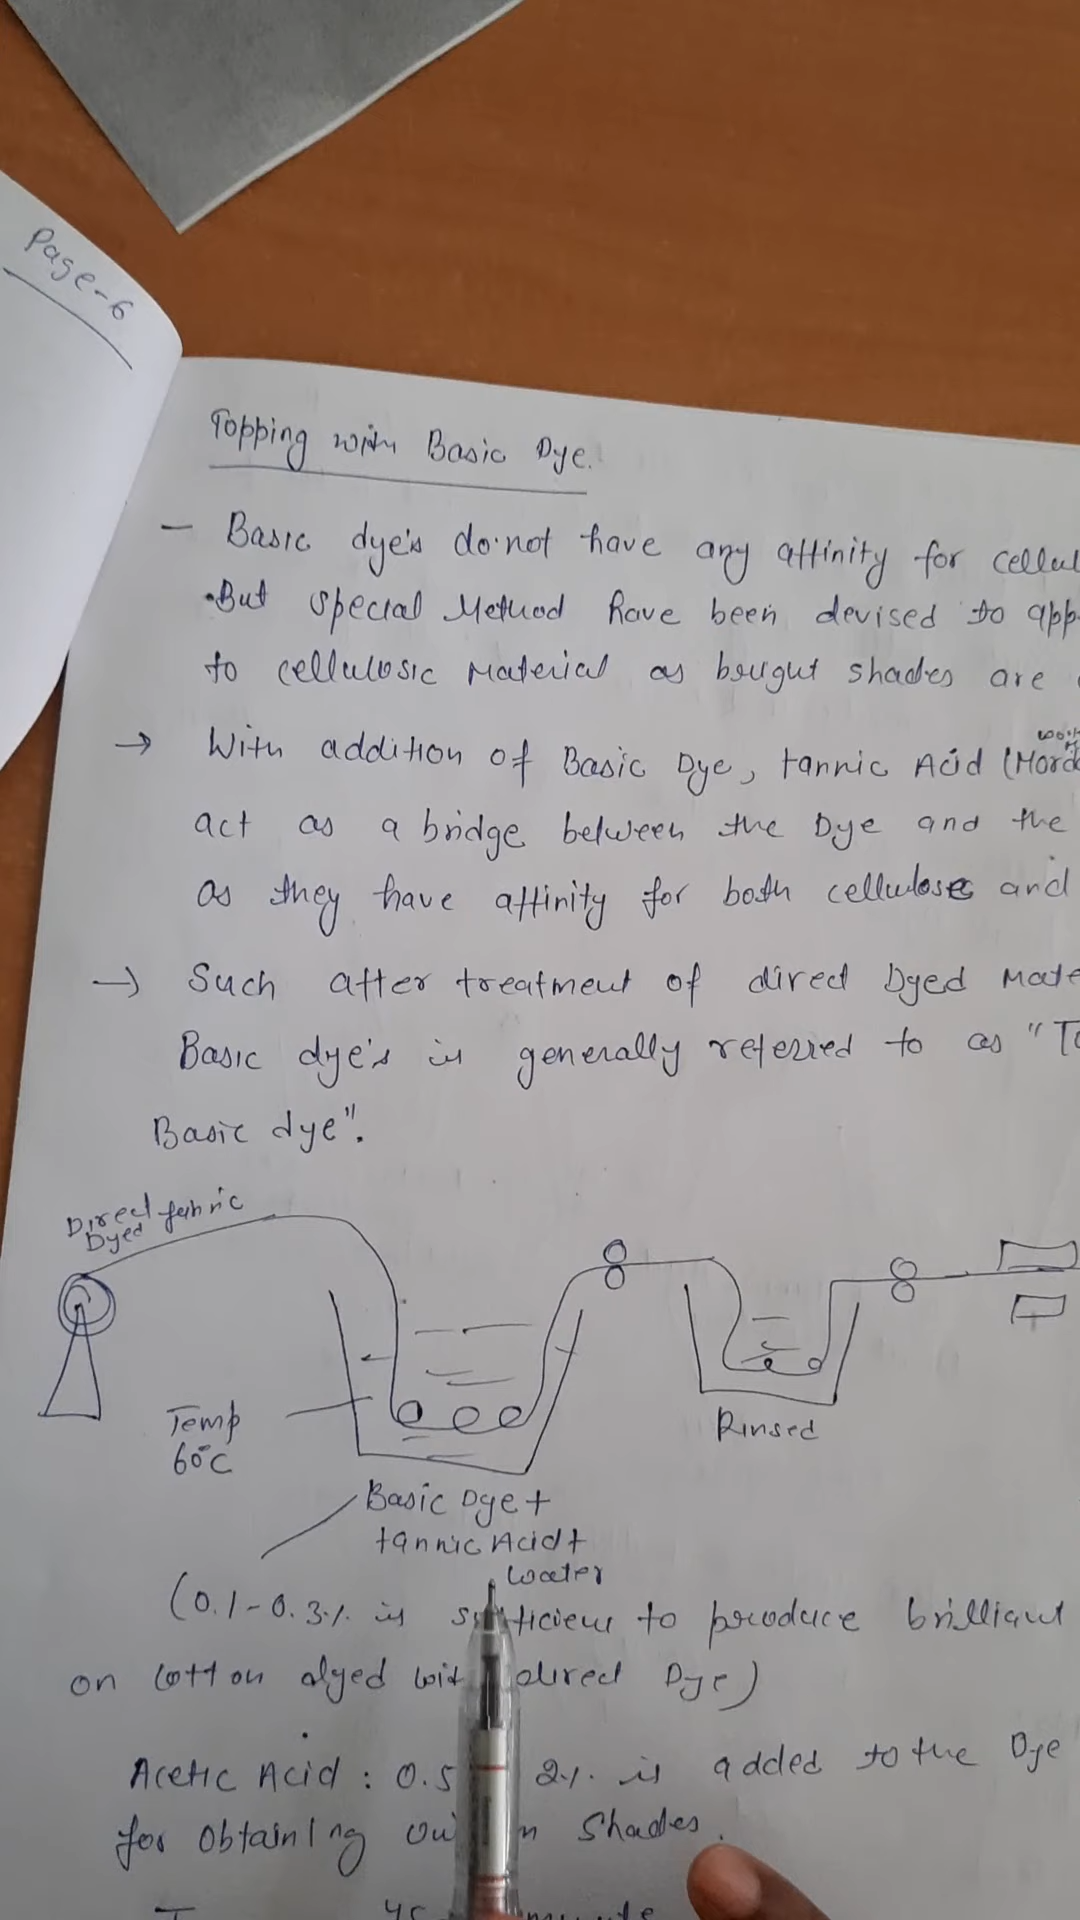 Page-6
Topping with Basic Dye.
- Basic dye's do not have any affinity for cellul
But special Method have been devised to app
to cellulosic Material as bright shades are
→ With addition of Basic Dye, tannic Acid (Mord
act as a bridge between the Dye and the
as they have affinity for both cellulose and
→ Such after treatment of direct Dyed Mate
Basic dye's is generally referred to as "To
Basic dye".
Direct fabric
Dyed
Temp
60°C
Rinsed
Basic Dye +
tannic Acid +
water
(0.1-0.3% is sufficient to produce brilliant
on cotton dyed wit direct Dye)
Acetic Acid : 0.5 2% is added to the Dye
for obtaining Shades.
45